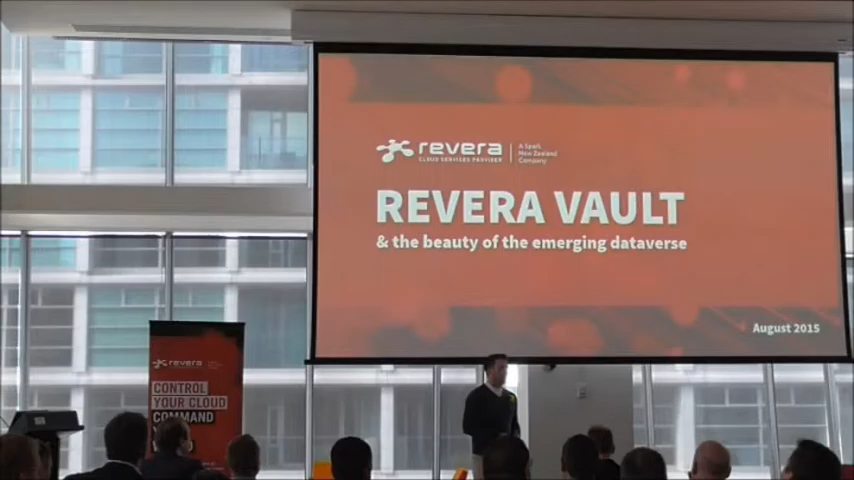 revera
CLOUD SERVICES PROVIDER
A Spark
New Zealand
Company
REVERA VAULT
& the beauty of the emerging dataverse
August 2015
revera
CONTROL
YOUR CLOUD
COMMAND